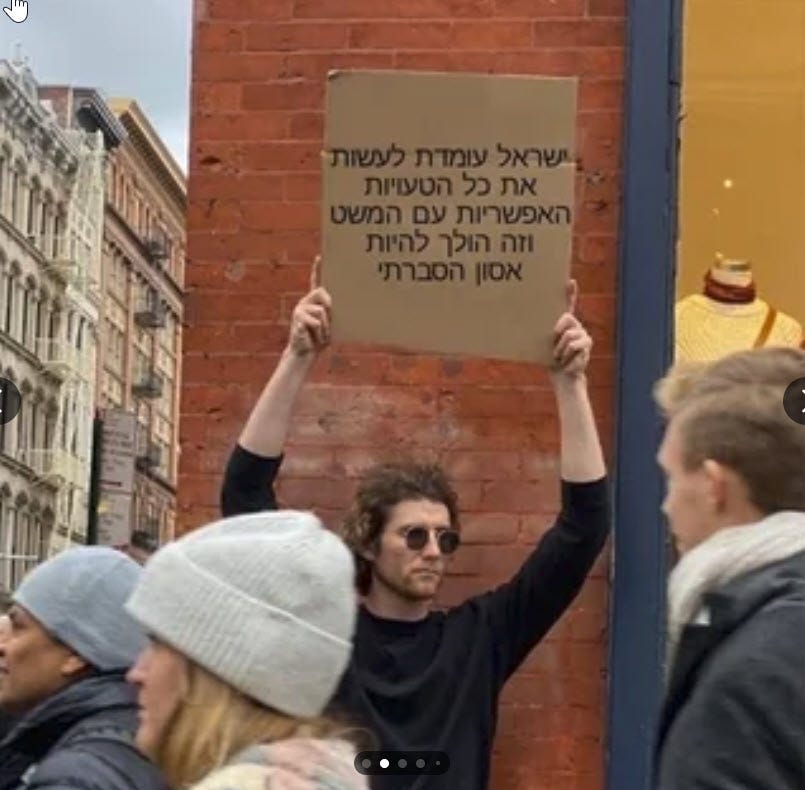 ישראל עומדת לעשות
את כל הטעויות
האפשריות עם המשט
וזה הולך להיות
אסון הסברתי